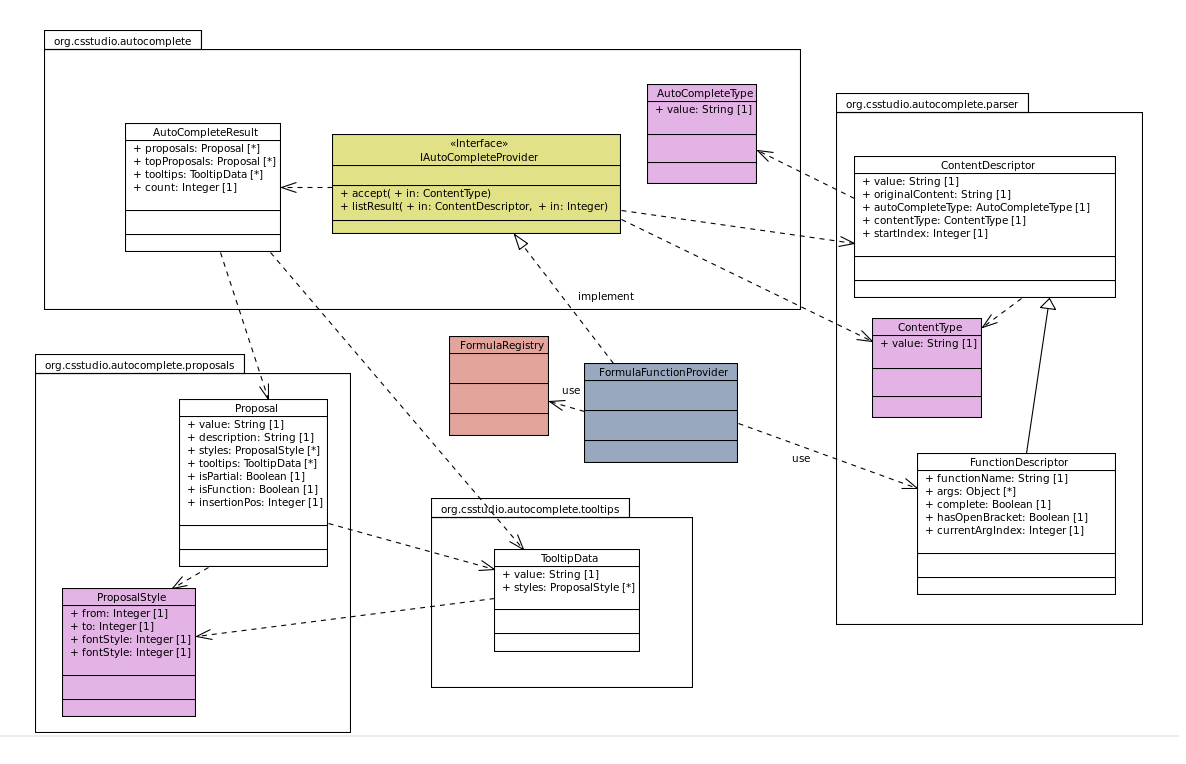 org.csstudio.autocomplete
AutoCompleteResult
+ proposals: Proposal [*]
+ topProposals: Proposal [*]
+ tooltips: TooltipData [*]
+ count: Integer [1]
«Interface»
IAutoCompleteProvider
+ accept( + in: ContentType)
+ listResult( + in: ContentDescriptor,  + in: Integer)
AutoCompleteType
+ value: String [1]
implement
org.csstudio.autocomplete.parser
ContentDescriptor
+ value: String [1]
+ originalContent: String [1]
+ autoCompleteType: AutoCompleteType [1]
+ contentType: ContentType [1]
+ startIndex: Integer [1]
ContentType
+ value: String [1]
FunctionDescriptor
+ functionName: String [1]
+ args: Object [*]
+ complete: Boolean [1]
+ hasOpenBracket: Boolean [1]
+ currentArgIndex: Integer [1]
FormulaRegistry
use
FormulaFunctionProvider
use
org.csstudio.autocomplete.proposals
Proposal
+ value: String [1]
+ description: String [1]
+ styles: ProposalStyle [*]
+ tooltips: TooltipData [*]
+ isPartial: Boolean [1]
+ isFunction: Boolean [1]
+ insertionPos: Integer [1]
ProposalStyle
+ from: Integer [1]
+ to: Integer [1]
+ fontStyle: Integer [1]
+ fontStyle: Integer [1]
org.csstudio.autocomplete.tooltips
TooltipData
+ value: String [1]
+ styles: ProposalStyle [*]